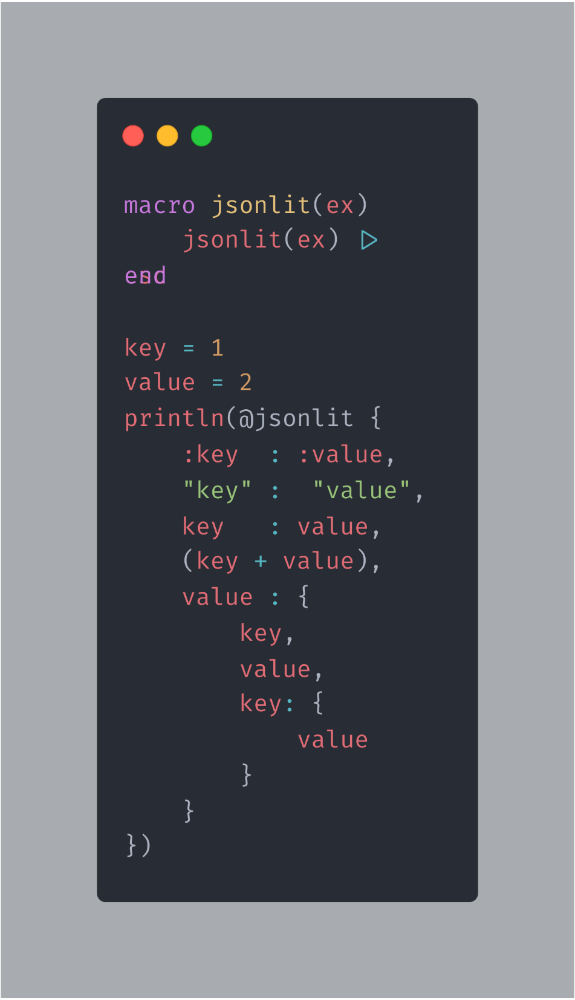 macro jsonlit(ex)
    jsonlit(ex) |>
end

key = 1
value = 2
println(@jsonlit {
    :key  : :value,
    "key" :  "value",
    key   : value,
    (key + value),
    value : {
        key,
        value,
        key: {
            value
        }
    }
})